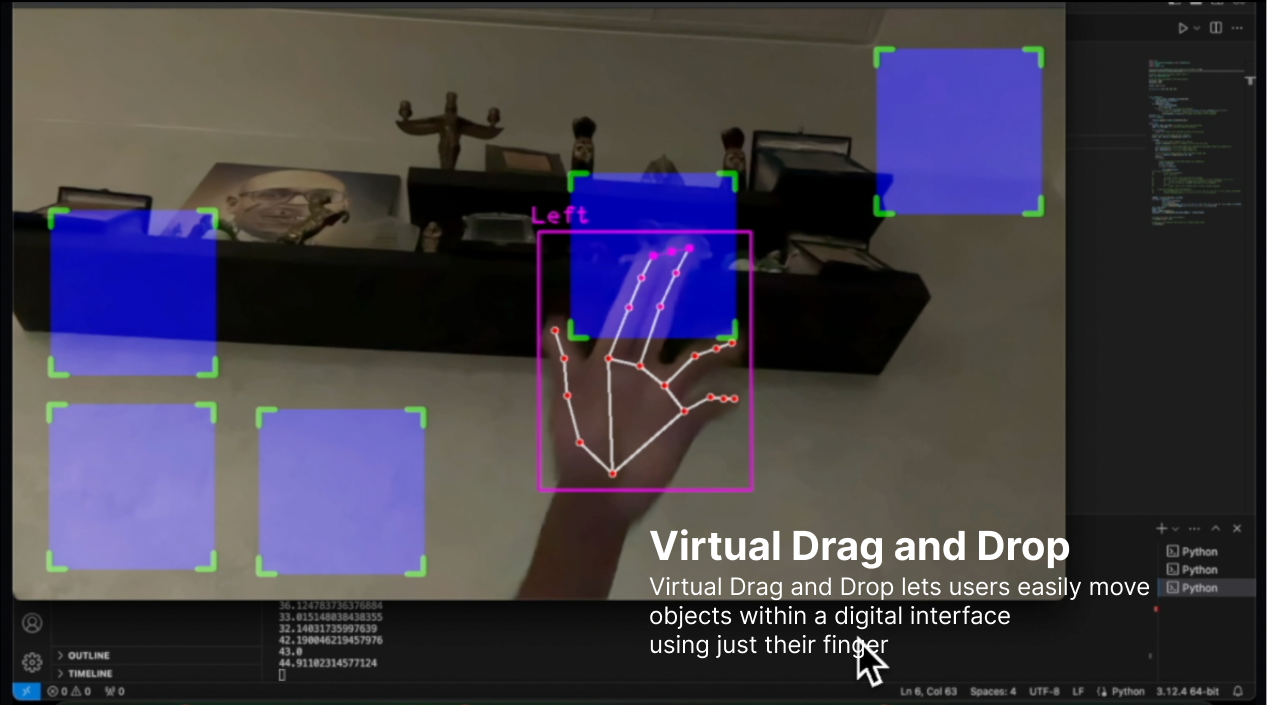 Left
Virtual Drag and Drop
Virtual Drag and Drop lets users easily move
objects within a digital interface
using just their finger
Python
Python
Python
36.124783736376884
33.015148038438355
32.14031735997639
42.190046219457976
43.0
44.91102314577124
OUTLINE
TIMELINE
0 0 0 Ln 6, Col 63 Spaces: 4 UTF-8 LF Python 3.12.4 64-bit